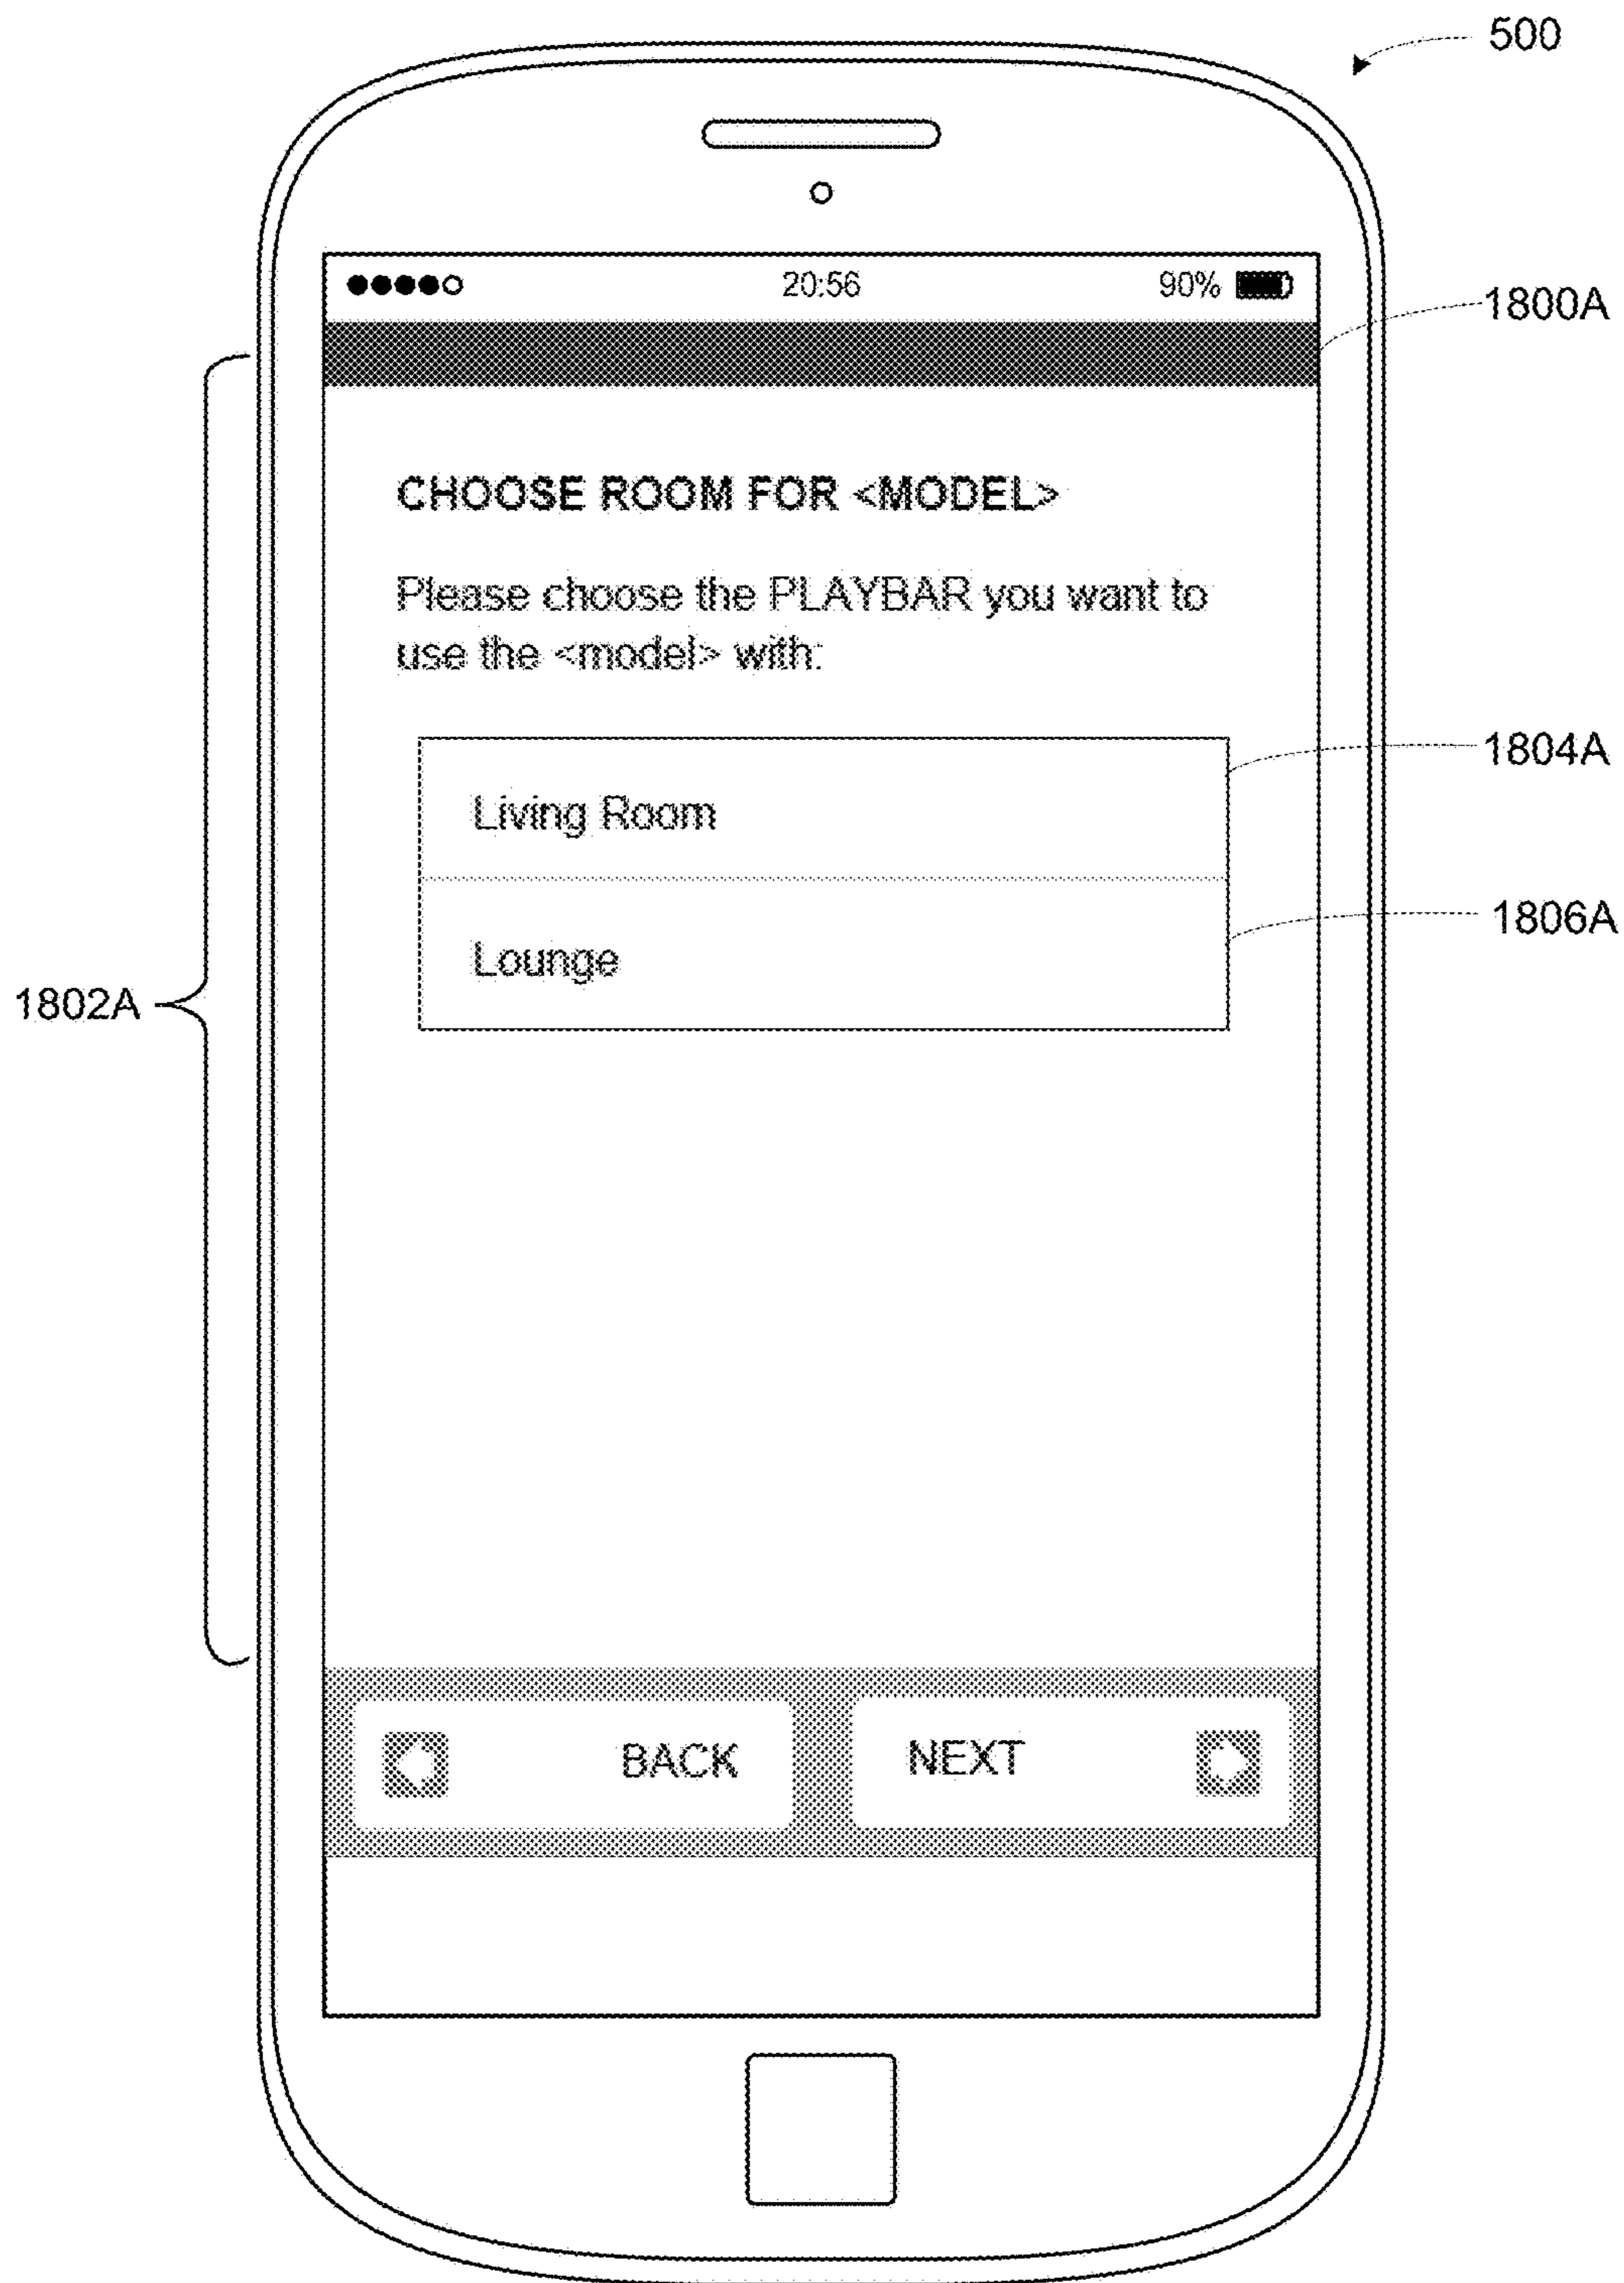 500
20:56
90%
1800A
CHOOSE ROOM FOR <MODEL>
Please choose the PLAYBAR you want to
use the <model> with:
1804A
Living Room
1806A
Lounge
1802A
BACK
NEXT